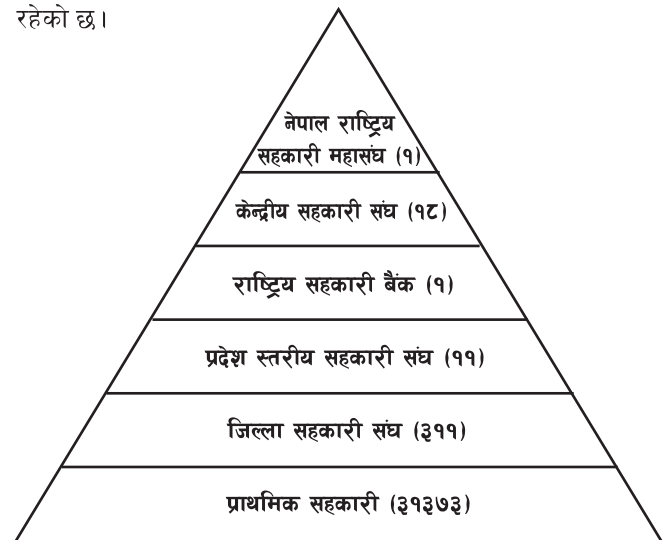 रहेको छ।
नेपाल राष्ट्रिय
सहकारी महासंघ (१)
केन्द्रीय सहकारी संघ (१८)
राष्ट्रिय सहकारी बैंक (१)
प्रदेश स्तरीय सहकारी संघ (११)
जिल्ला सहकारी संघ (३११)
प्राथमिक सहकारी (३१३७३)